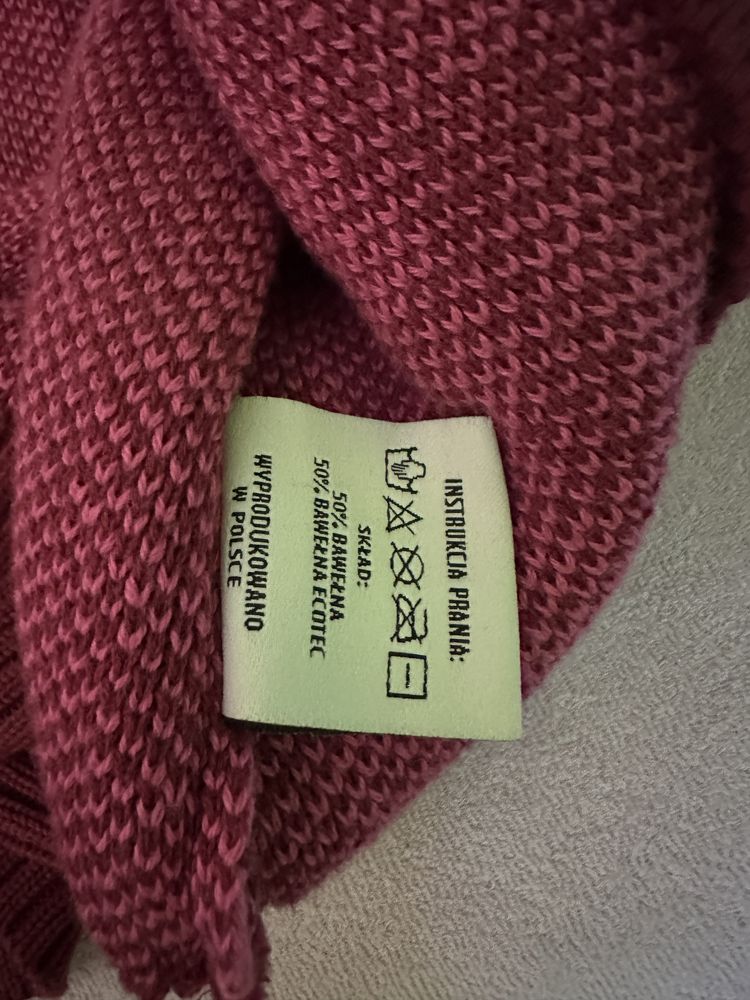 INSTRUKCJA PRANIA:
SKŁAD:
50% BAWEŁNA
50% BAWEŁNA ECOTEC
WYPRODUKOWANO
W POLSCE